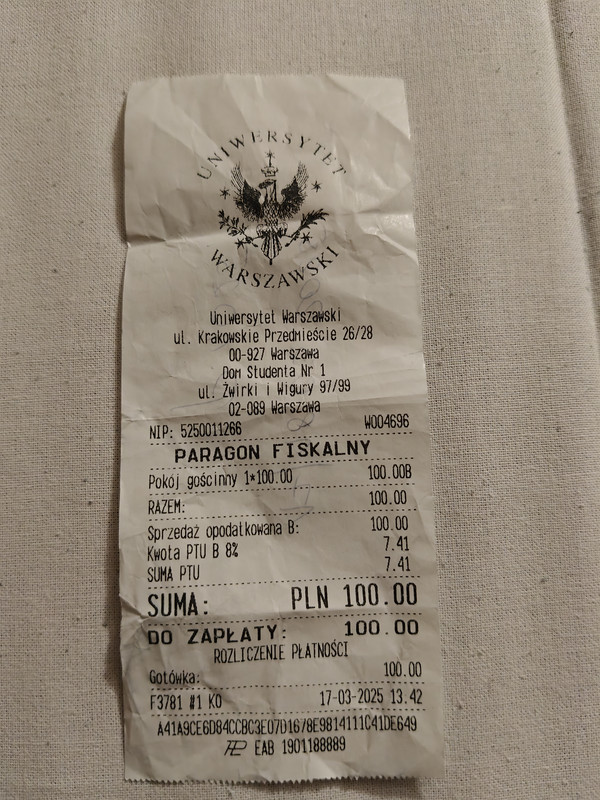 UNIWERSYTET
WARSZAWSKI
Uniwersytet Warszawski
ul. Krakowskie Przedmieście 26/28
00-927 Warszawa
Dom Studenta Nr 1
ul. Żwirki i Wigury 97/99
02-089 Warszawa
NIP: 5250011266 W004696
PARAGON FISKALNY
Pokój gościnny 1*100.00 100.00B
RAZEM: 100.00
Sprzedaż opodatkowana B: 100.00
Kwota PTU B 8% 7.41
SUMA PTU 7.41
SUMA: PLN 100.00
DO ZAPŁATY: 100.00
ROZLICZENIE PŁATNOŚCI
Gotówka: 100.00
F3781 #1 KO 17-03-2025 13.42
A41A9CE6D84CCBC3E07D1678E9814111C41DE649
EAB 1901188889